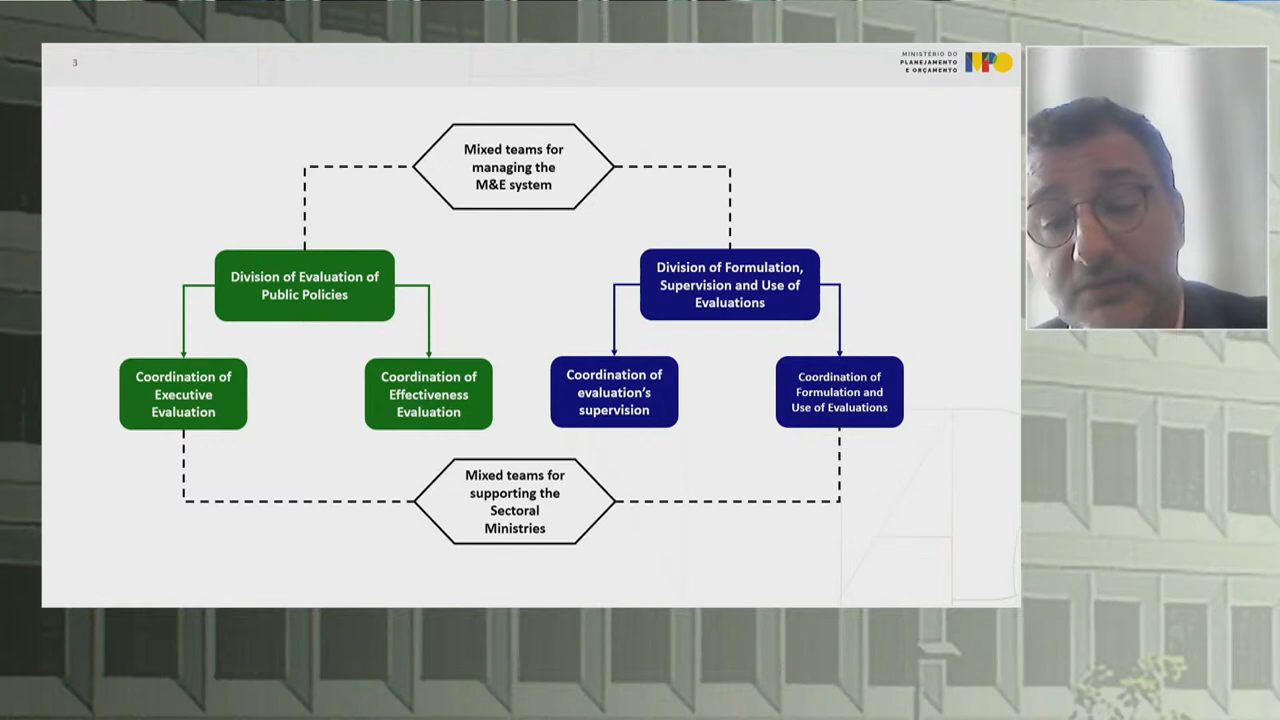 3
MINISTÉRIO DO
PLANEJAMENTO
E ORÇAMENTO
MPO
Mixed teams for
managing the
M&E system
Division of Evaluation of
Public Policies
Division of Formulation,
Supervision and Use of
Evaluations
Coordination of
Executive
Evaluation
Coordination of
Effectiveness
Evaluation
Coordination of
evaluation’s
supervision
Coordination of
Formulation and
Use of Evaluations
Mixed teams for
supporting the
Sectoral
Ministries